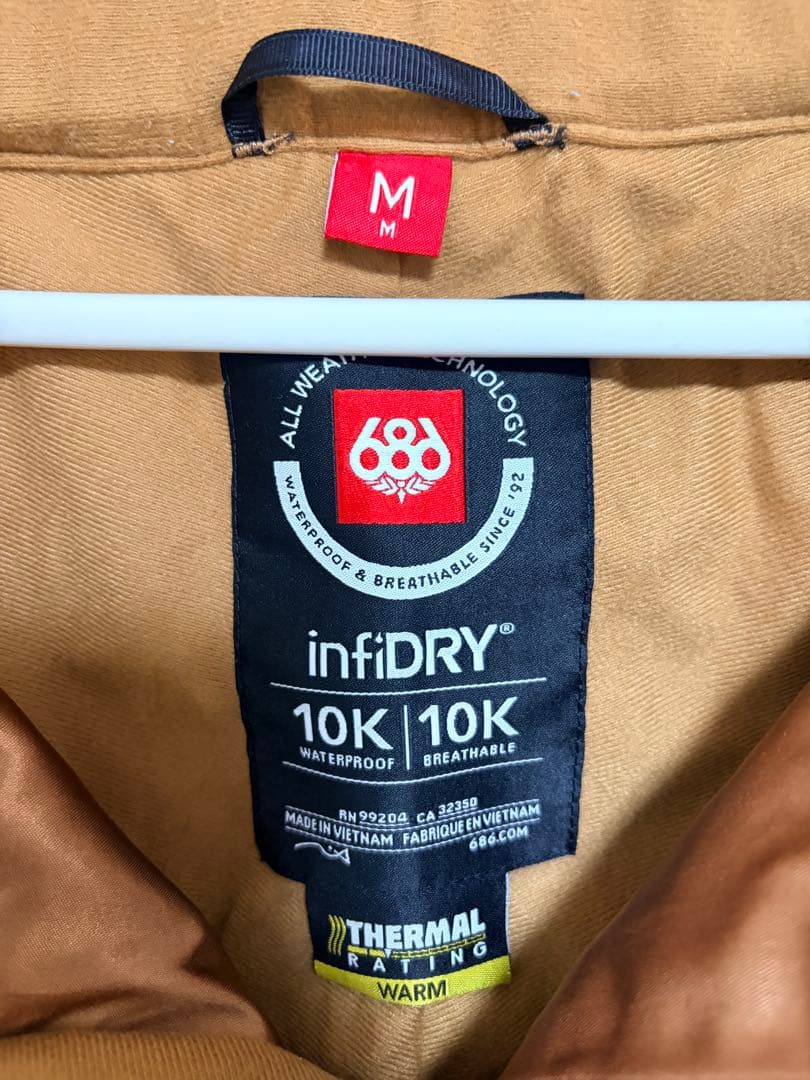 M
M
ALL WEAT CHNOLOGY
686
WATERPROOF & BREATHABLE SINCE '92
infiDRY®
10K | 10K
WATERPROOF BREATHABLE
RN 99204 CA 32350
MADE IN VIETNAM FABRIQUE EN VIETNAM
686.COM
THERMAL
RATING
WARM